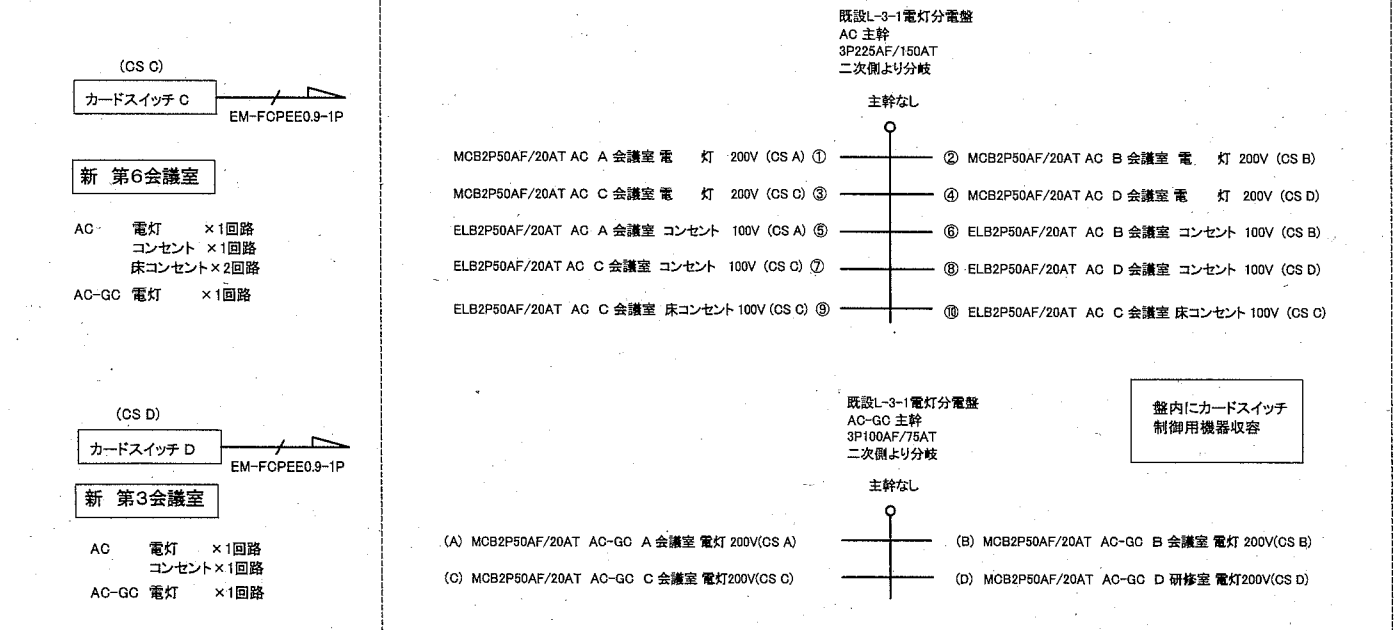 (CS C)
カードスイッチ C
EM-FCPEE0.9-1P
新 第6会議室
AC 電灯 ×1回路
コンセント ×1回路
床コンセント×2回路
AC-GC 電灯 ×1回路
(CS D)
カードスイッチ D
EM-FCPEE0.9-1P
新 第3会議室
AC 電灯 ×1回路
コンセント×1回路
AC-GC 電灯 ×1回路
既設L-3-1電灯分電盤
AC 主幹
3P225AF/150AT
二次側より分岐
主幹なし
MCB2P50AF/20AT AC A 会議室 電 灯 200V (CS A) ① ② MCB2P50AF/20AT AC B 会議室 電 灯 200V (CS B)
MCB2P50AF/20AT AC C 会議室 電 灯 200V (CS C) ③ ④ MCB2P50AF/20AT AC D 会議室 電 灯 200V (CS D)
ELB2P50AF/20AT AC A 会議室 コンセント 100V (CS A) ⑤ ⑥ ELB2P50AF/20AT AC B 会議室 コンセント 100V (CS B)
ELB2P50AF/20AT AC C 会議室 コンセント 100V (CS C) ⑦ ⑧ ELB2P50AF/20AT AC D 会議室 コンセント 100V (CS D)
ELB2P50AF/20AT AC C 会議室 床コンセント 100V (CS C) ⑨ ⑩ ELB2P50AF/20AT AC C 会議室 床コンセント 100V (CS C)
既設L-3-1電灯分電盤
AC-GC 主幹
3P100AF/75AT
二次側より分岐
主幹なし
盤内にカードスイッチ
制御用機器収容
(A) MCB2P50AF/20AT AC-GC A 会議室 電灯 200V(CS A) (B) MCB2P50AF/20AT AC-GC B 会議室 電灯 200V(CS B)
(C) MCB2P50AF/20AT AC-GC C 会議室 電灯200V(CS C) (D) MCB2P50AF/20AT AC-GC D 研修室 電灯200V(CS D)